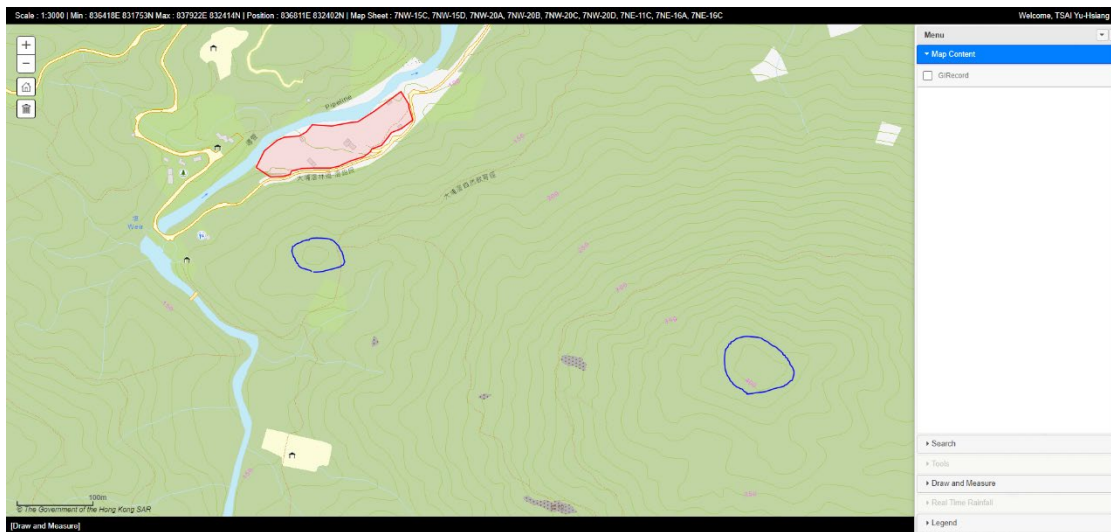 Scale : 1:3000 | Min : 836418E 831753N Max : 837922E 832414N | Position : 836811E 832402N | Map Sheet : 7NW-15C, 7NW-15D, 7NW-20A, 7NW-20B, 7NW-20C, 7NW-20D, 7NE-11C, 7NE-16A, 7NE-16C
Welcome, TSAI Yu-Hsiang
Menu
Map Content
GIRecord
Pipeline
Weir
100m
© The Government of the Hong Kong SAR
[Draw and Measure]
Search
Tools
Draw and Measure
Real Time Rainfall
Legend